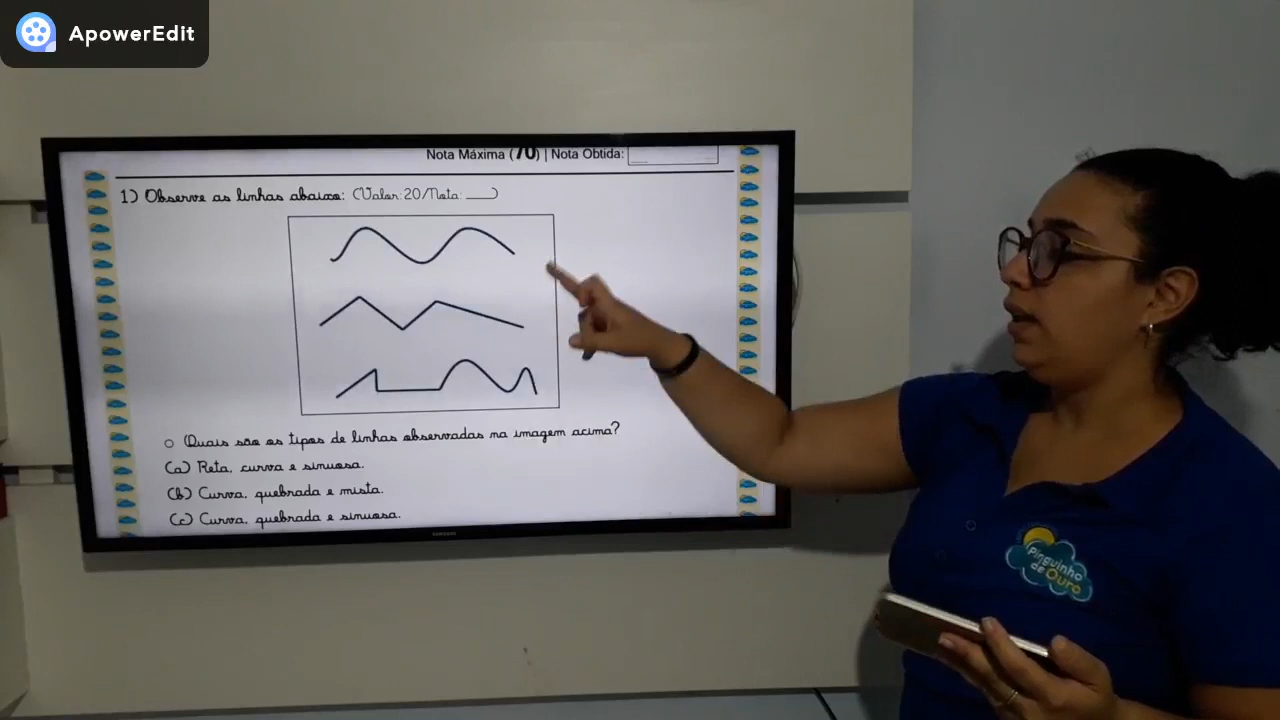 ApowerEdit
Nota Máxima (70) | Nota Obtida:
1) Observe as linhas abaixo: (Valor: 20/Nota: ___)
○ Quais são os tipos de linhas observadas na imagem acima?
(a) Reta, curva e sinuosa.
(b) Curva, quebrada e mista.
(c) Curva, quebrada e sinuosa.
SAMSUNG
Pinguinho
de Ouro